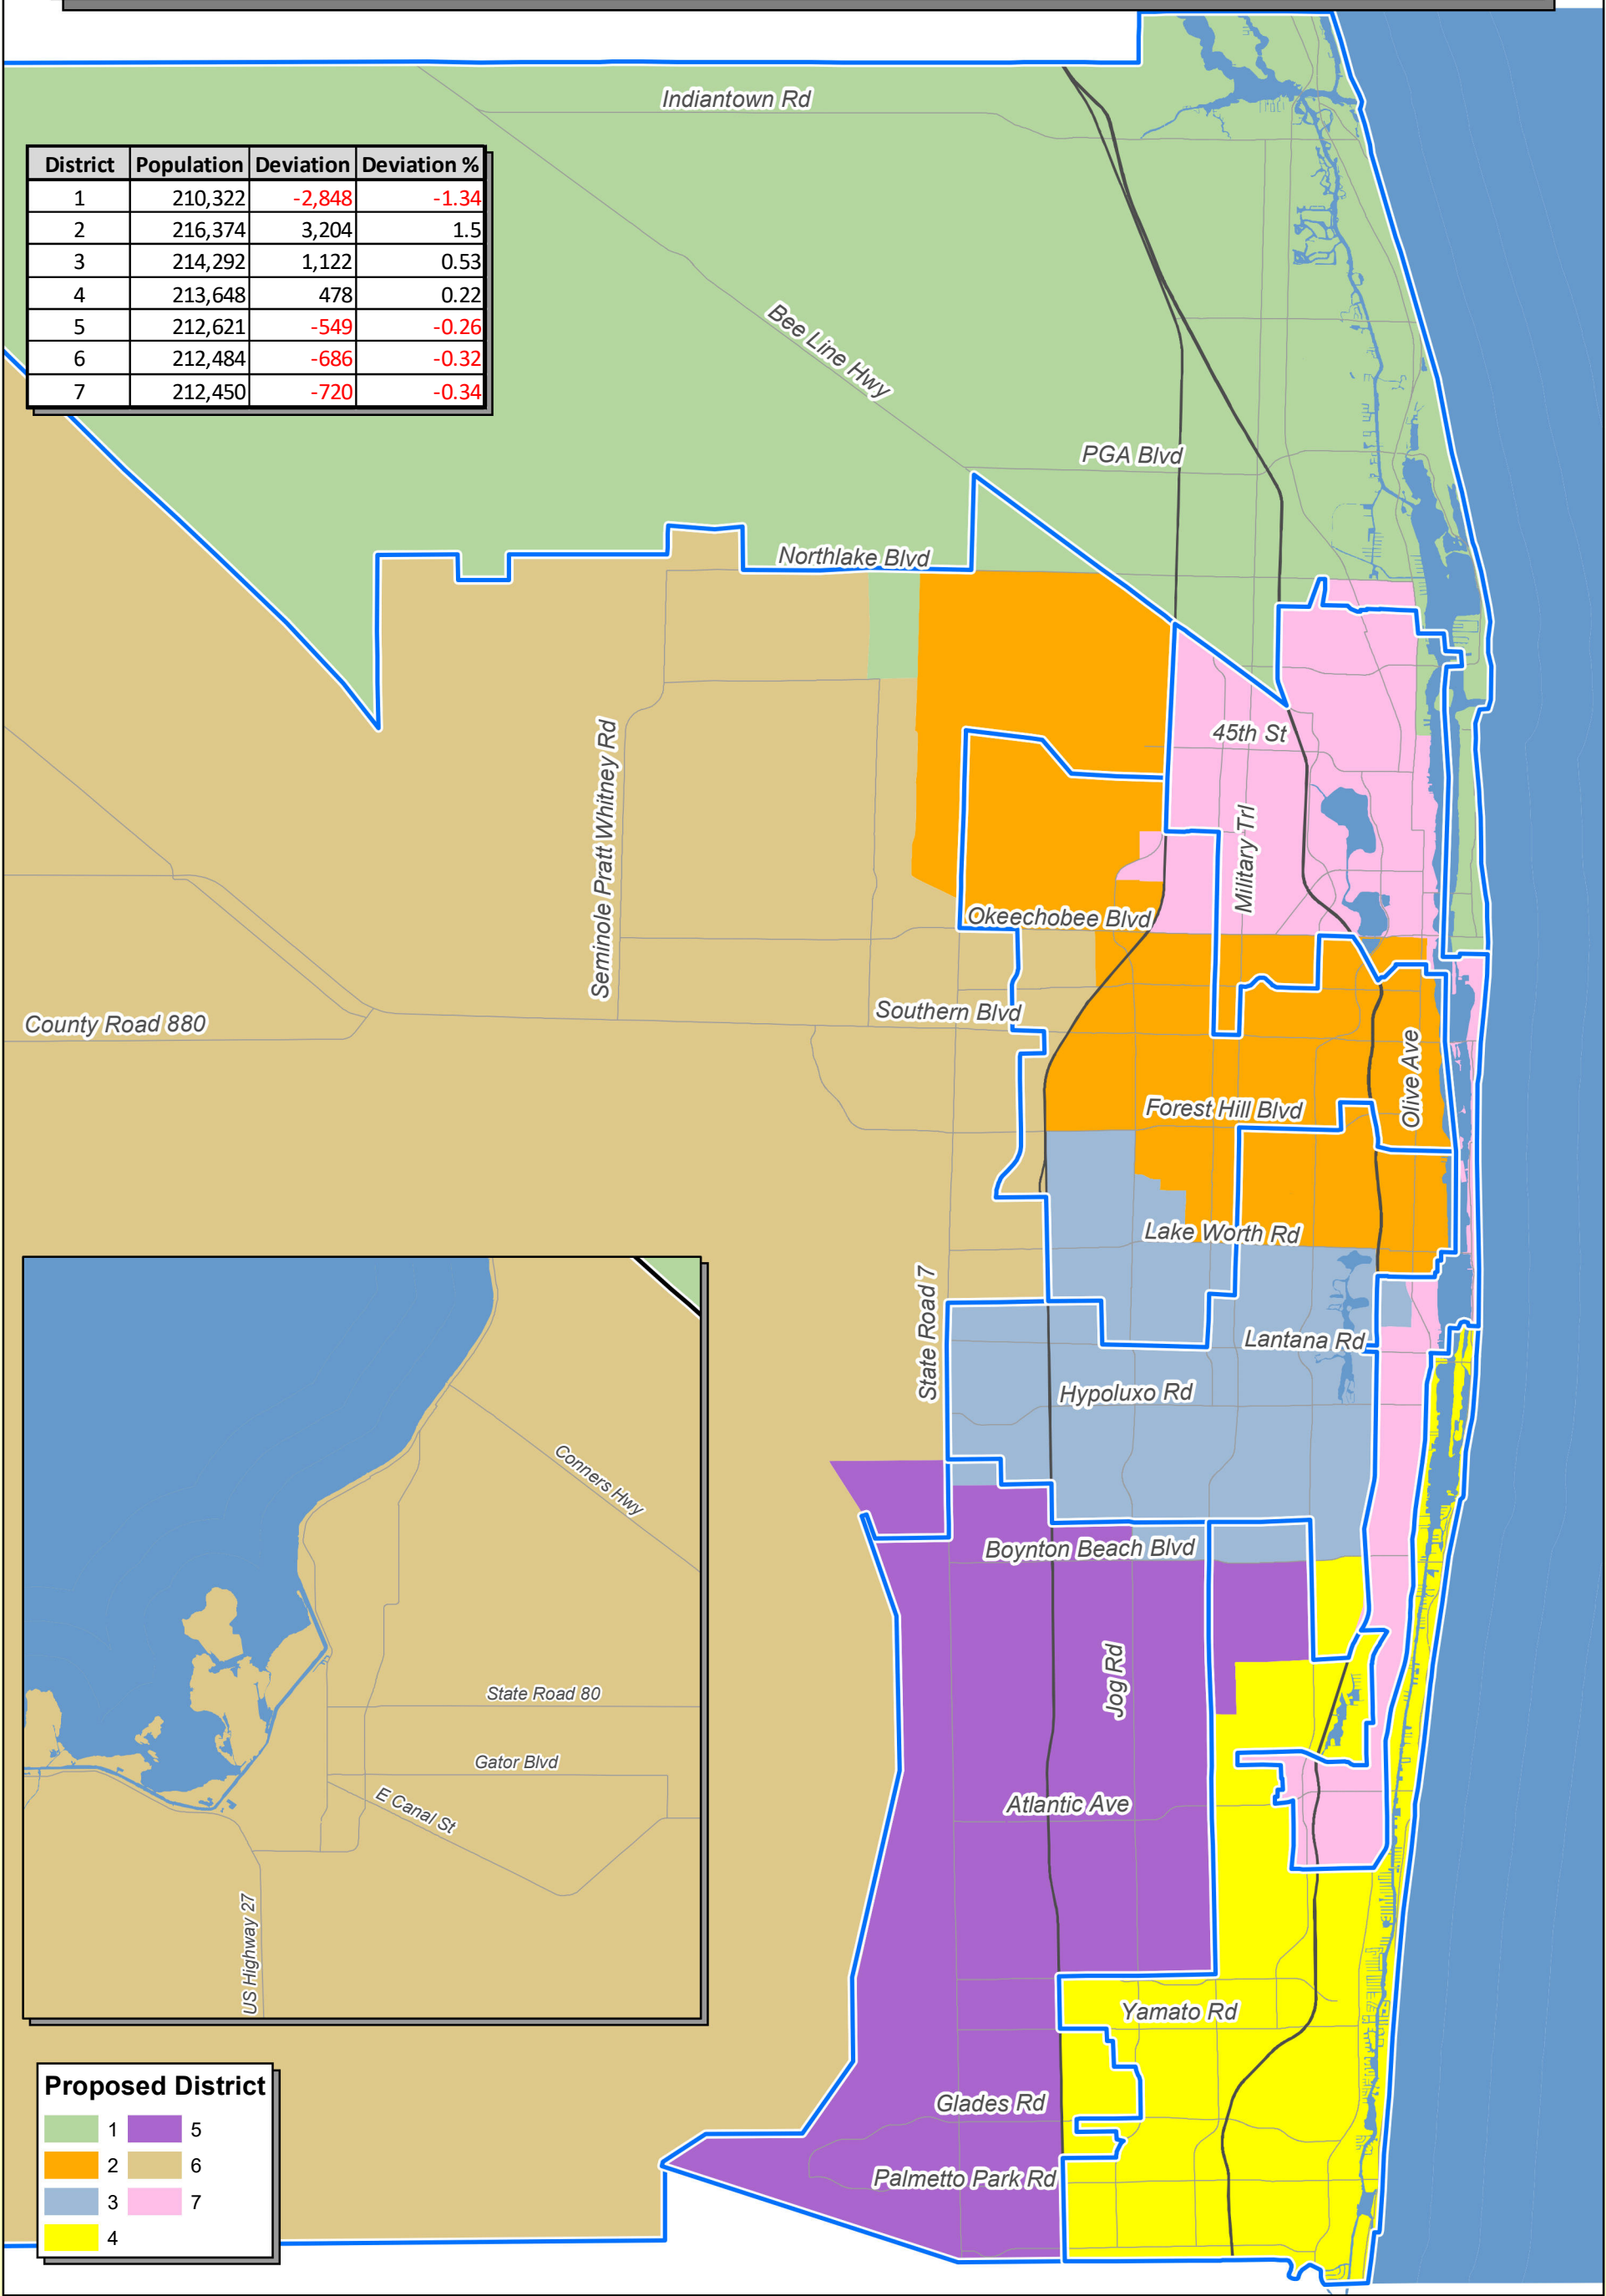 Indiantown Rd
District Population Deviation Deviation %
1 210,322 -2,848 -1.34
2 216,374 3,204 1.5
3 214,292 1,122 0.53
4 213,648 478 0.22
5 212,621 -549 -0.26
6 212,484 -686 -0.32
7 212,450 -720 -0.34
Bee Line Hwy
PGA Blvd
Northlake Blvd
45th St
Seminole Pratt Whitney Rd
Military Trl
Okeechobee Blvd
Southern Blvd
County Road 880
Olive Ave
Forest Hill Blvd
Lake Worth Rd
State Road 7
Lantana Rd
Hypoluxo Rd
Conners Hwy
Boynton Beach Blvd
Jog Rd
State Road 80
Gator Blvd
E Canal St
Atlantic Ave
US Highway 27
Yamato Rd
Glades Rd
Palmetto Park Rd
Proposed District
1 5
2 6
3 7
4